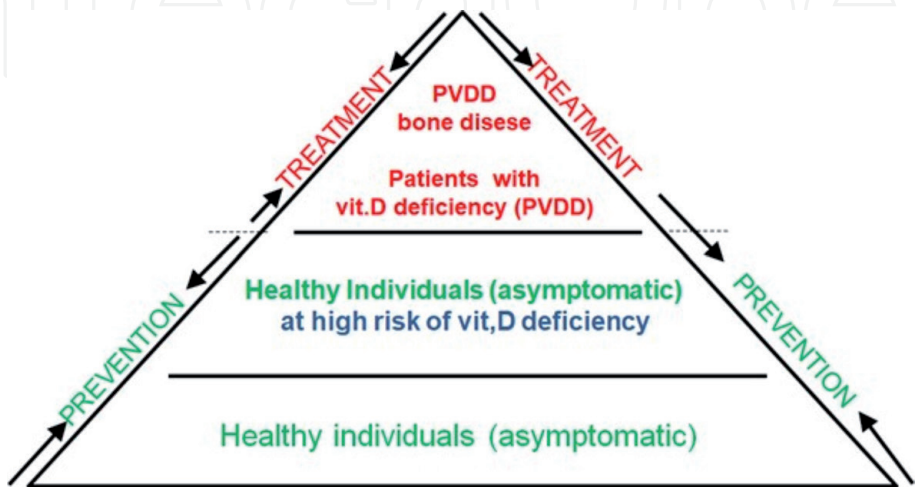 TREATMENT
TREATMENT
PVDD
bone disese
Patients with
vit.D deficiency (PVDD)
Healthy Individuals (asymptomatic)
at high risk of vit,D deficiency
PREVENTION
PREVENTION
Healthy individuals (asymptomatic)